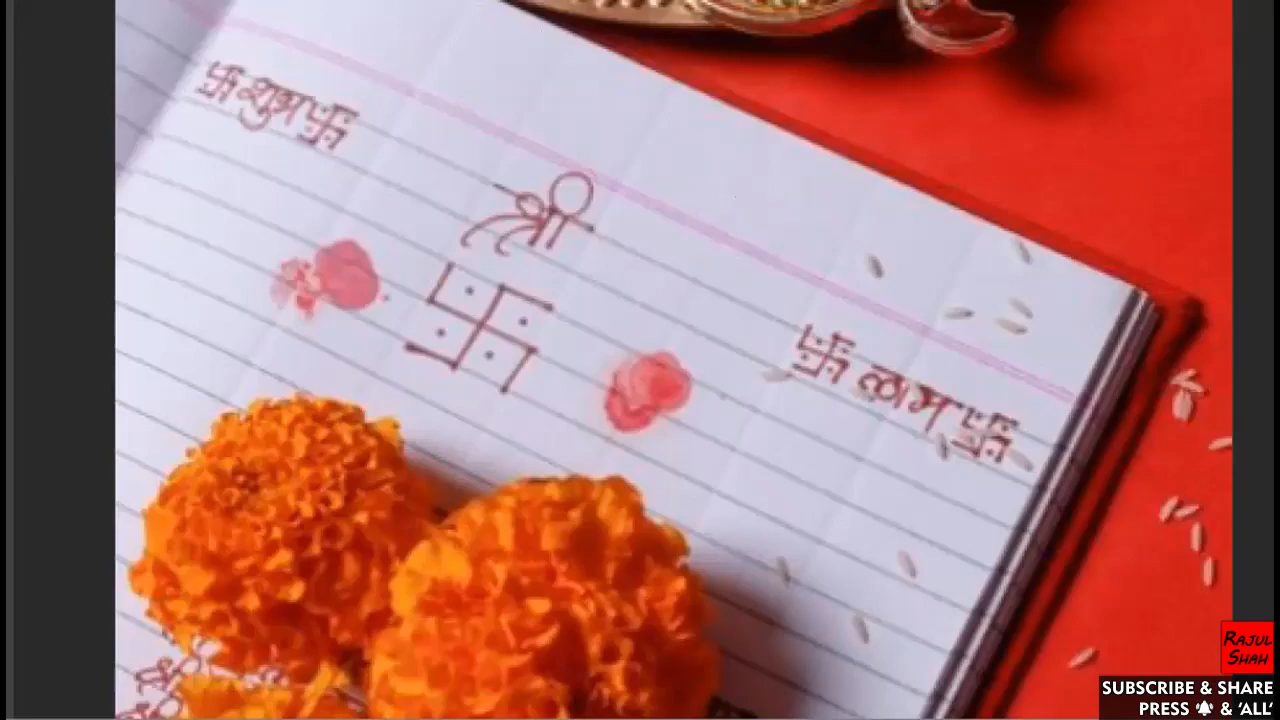 卐 शुभ 卐
श्री
卐
卐 लाभ 卐
RAJUL
SHAH
SUBSCRIBE & SHARE
PRESS 🔔 & 'ALL'